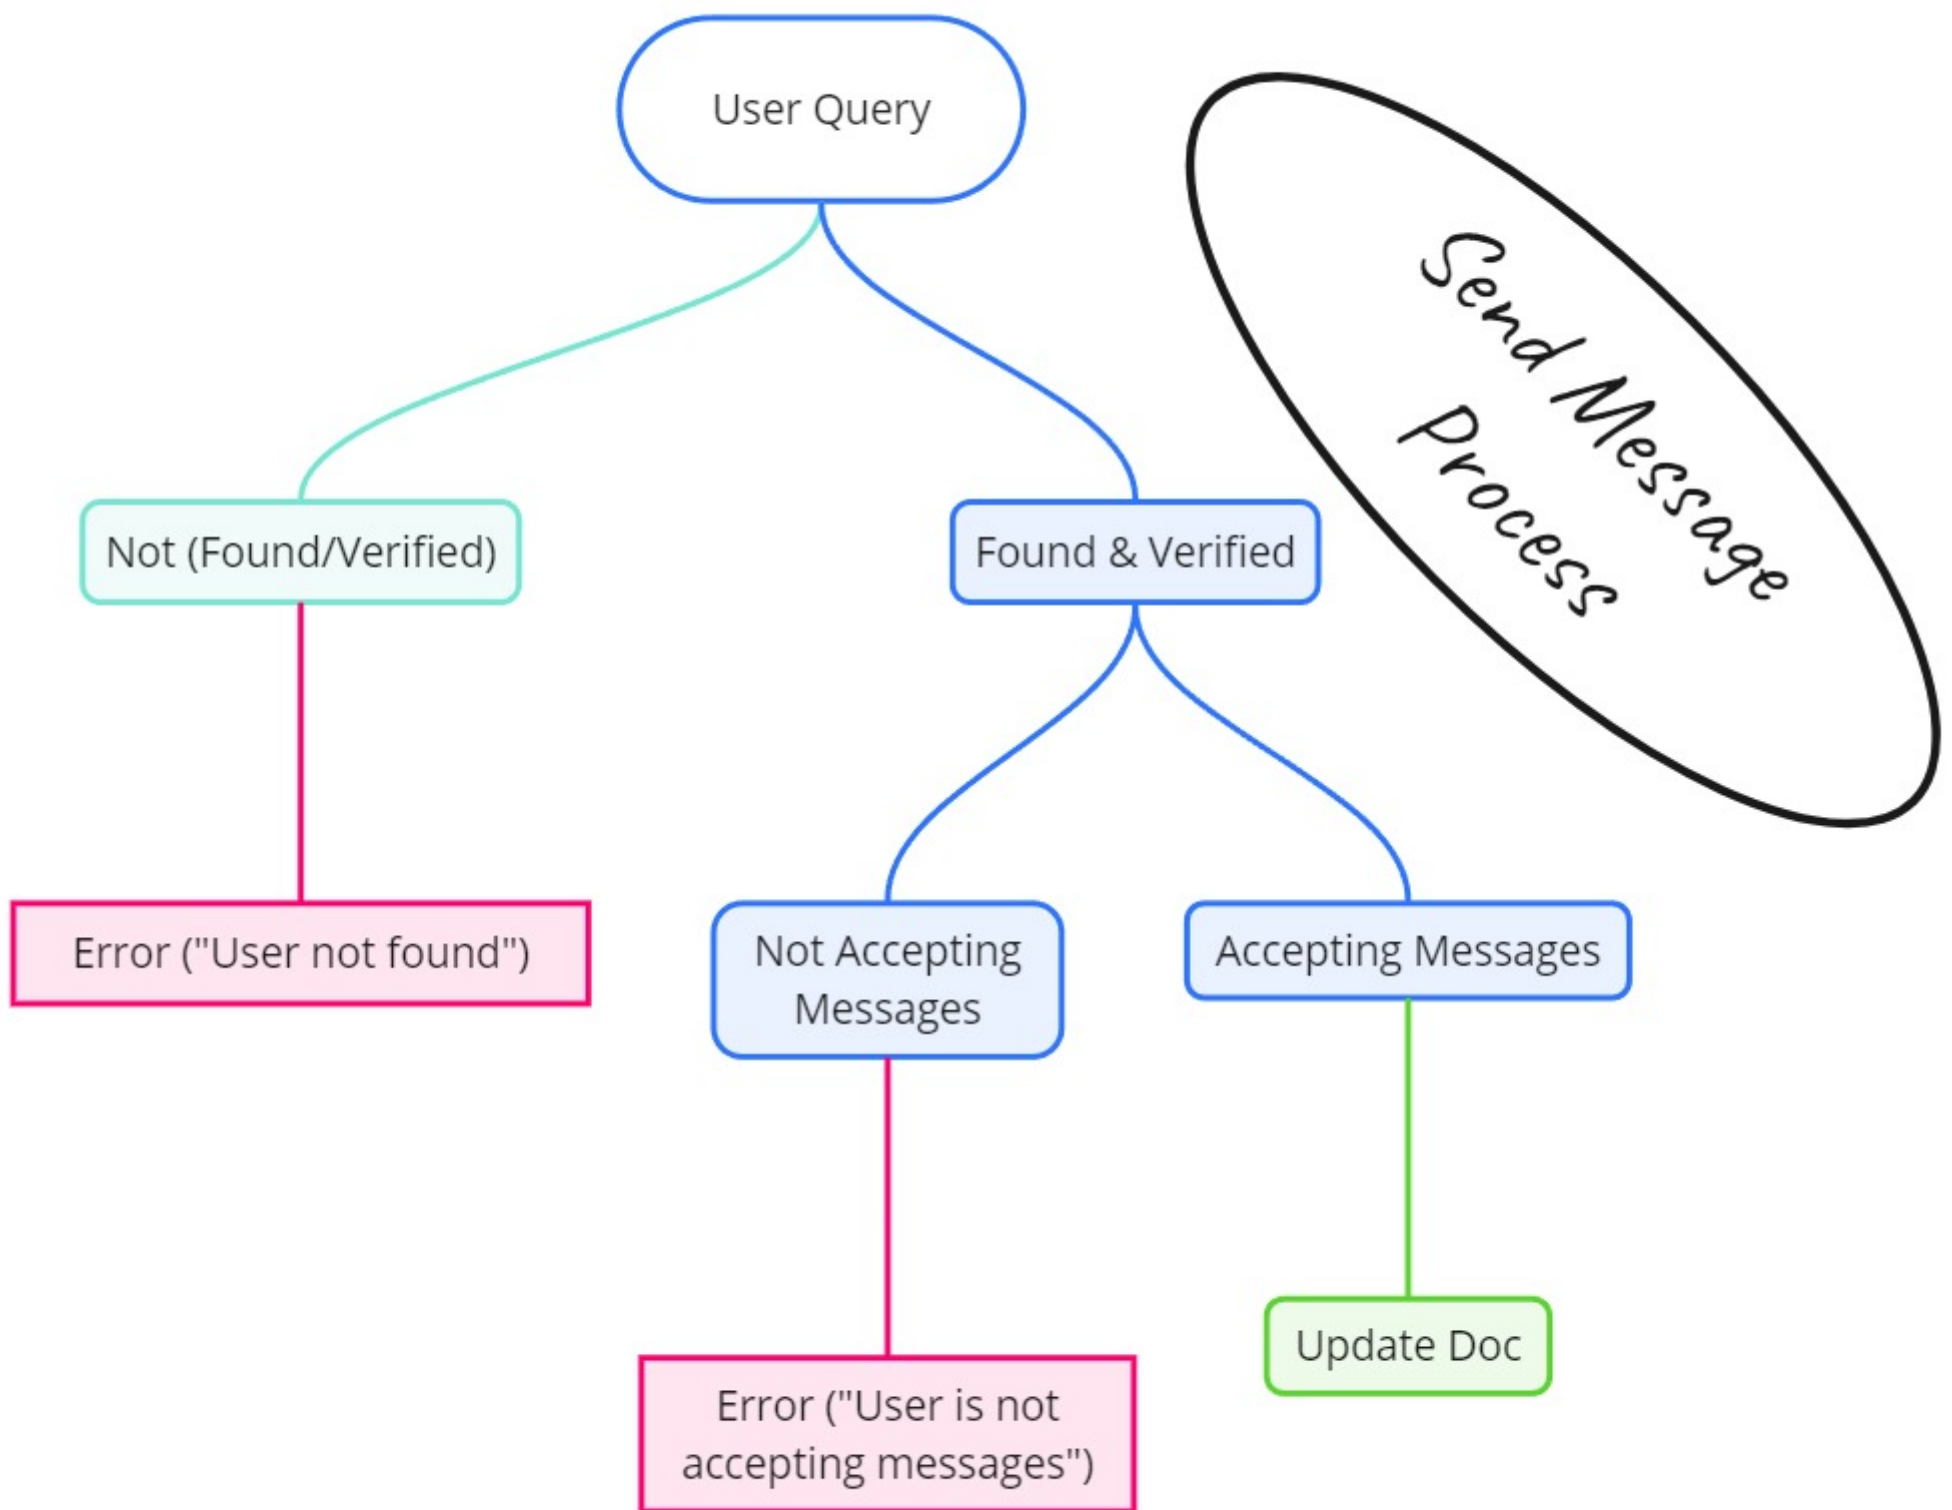 User Query
Send Message
Process
Not (Found/Verified)
Found & Verified
Error ("User not found")
Not Accepting
Messages
Accepting Messages
Error ("User is not
accepting messages")
Update Doc